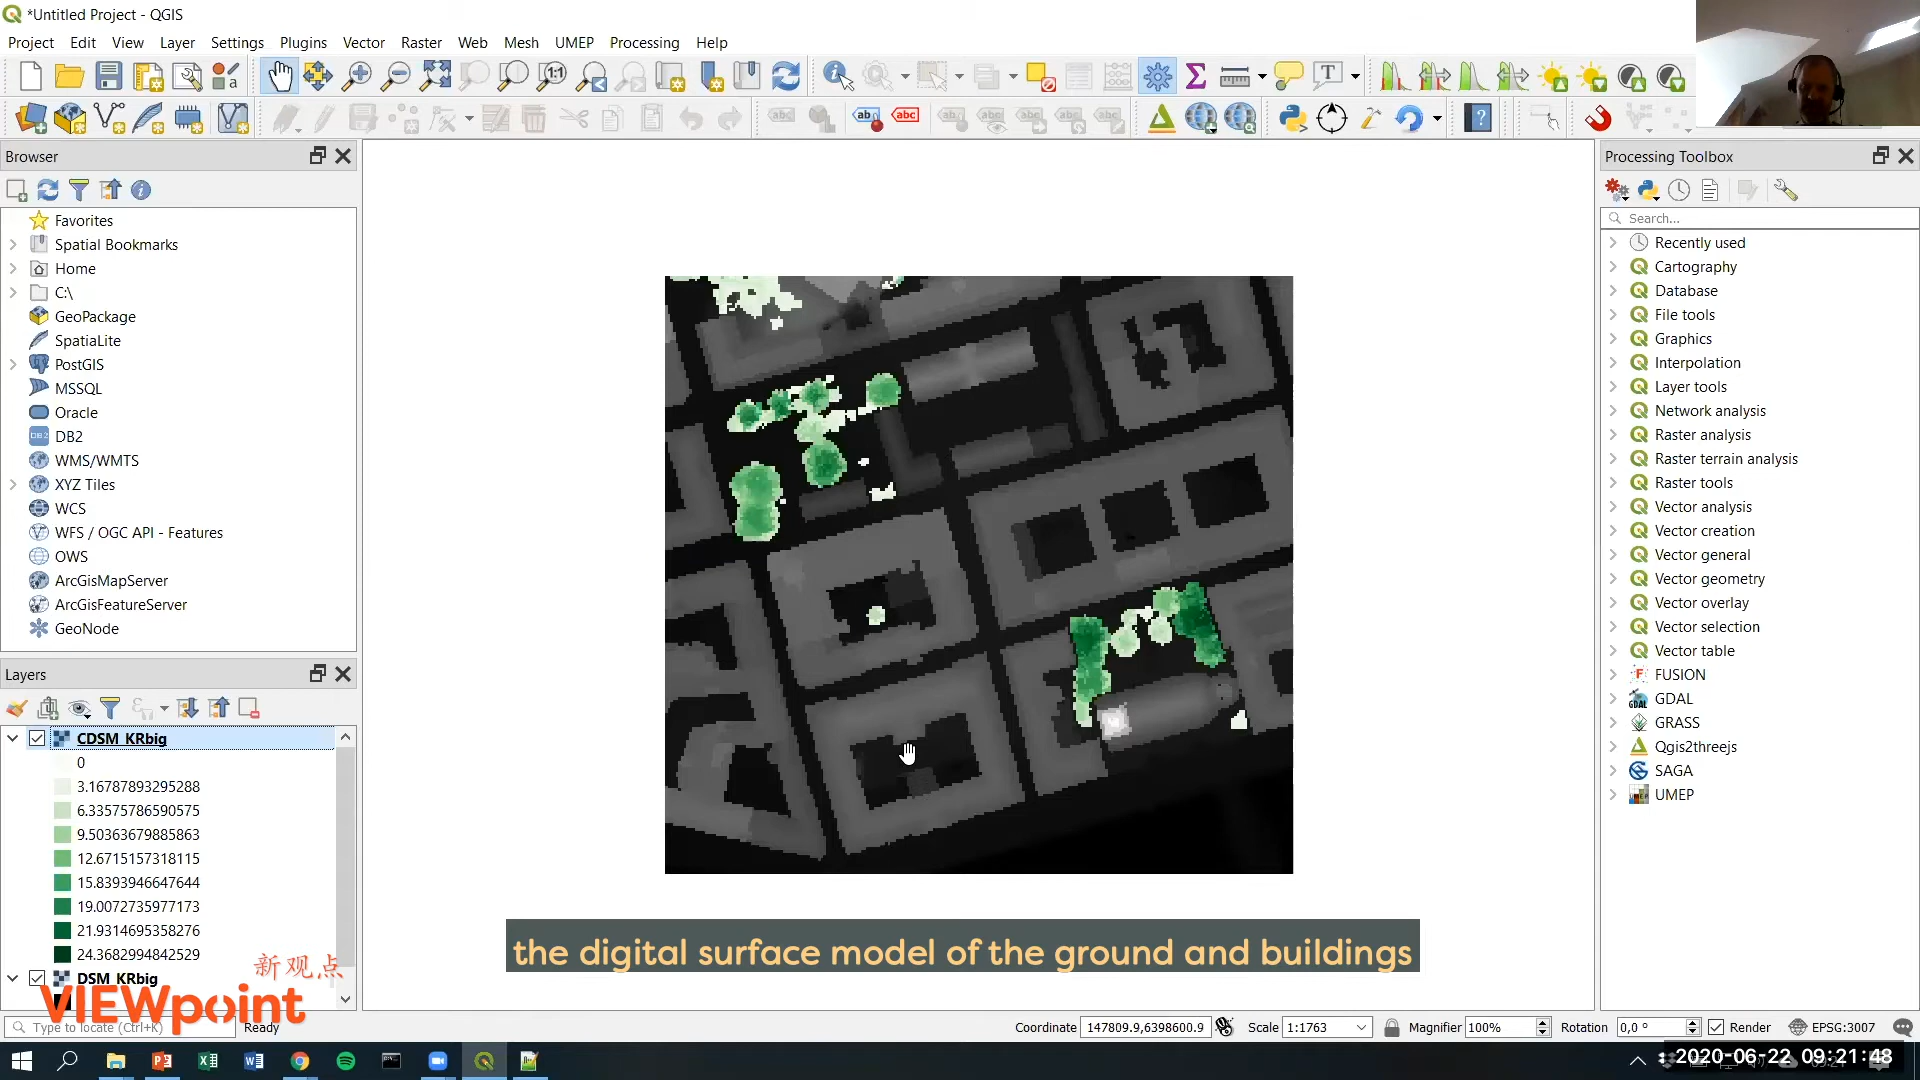 *Untitled Project - QGIS
Project Edit View Layer Settings Plugins Vector Raster Web Mesh UMEP Processing Help
Browser
Favorites
Spatial Bookmarks
Home
C:\
GeoPackage
SpatiaLite
PostGIS
MSSQL
Oracle
DB2
WMS/WMTS
XYZ Tiles
WCS
WFS / OGC API - Features
OWS
ArcGisMapServer
ArcGisFeatureServer
GeoNode
Layers
CDSM_KRbig
0
3.16787893295288
6.33575786590575
9.50363679885863
12.6715157318115
15.8393946647644
19.0072735977173
21.9314695358276
24.3682994842529
DSM_KRbig
新观点
VIEWpoint
Type to locate (Ctrl+K)
Ready
the digital surface model of the ground and buildings
Processing Toolbox
Search...
Recently used
Cartography
Database
File tools
Graphics
Interpolation
Layer tools
Network analysis
Raster analysis
Raster terrain analysis
Raster tools
Vector analysis
Vector creation
Vector general
Vector geometry
Vector overlay
Vector selection
Vector table
FUSION
GDAL
GRASS
Qgis2threejs
SAGA
UMEP
Coordinate 147809.9,6398600.9 Scale 1:1763 Magnifier 100% Rotation 0,0 ° Render EPSG:3007
2020-06-22 09:21:48